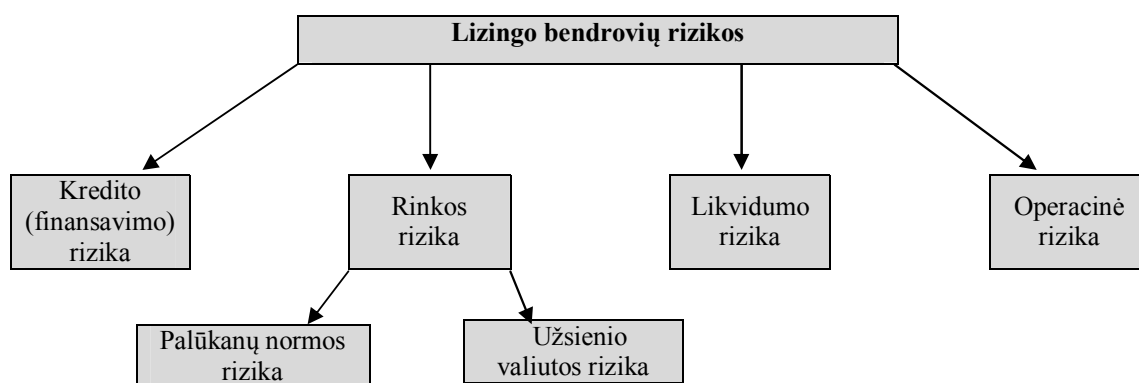 Lizingo bendrovių rizikos
Kredito
(finansavimo)
rizika
Rinkos
rizika
Likvidumo
rizika
Operacinė
rizika
Palūkanų normos
rizika
Užsienio
valiutos rizika